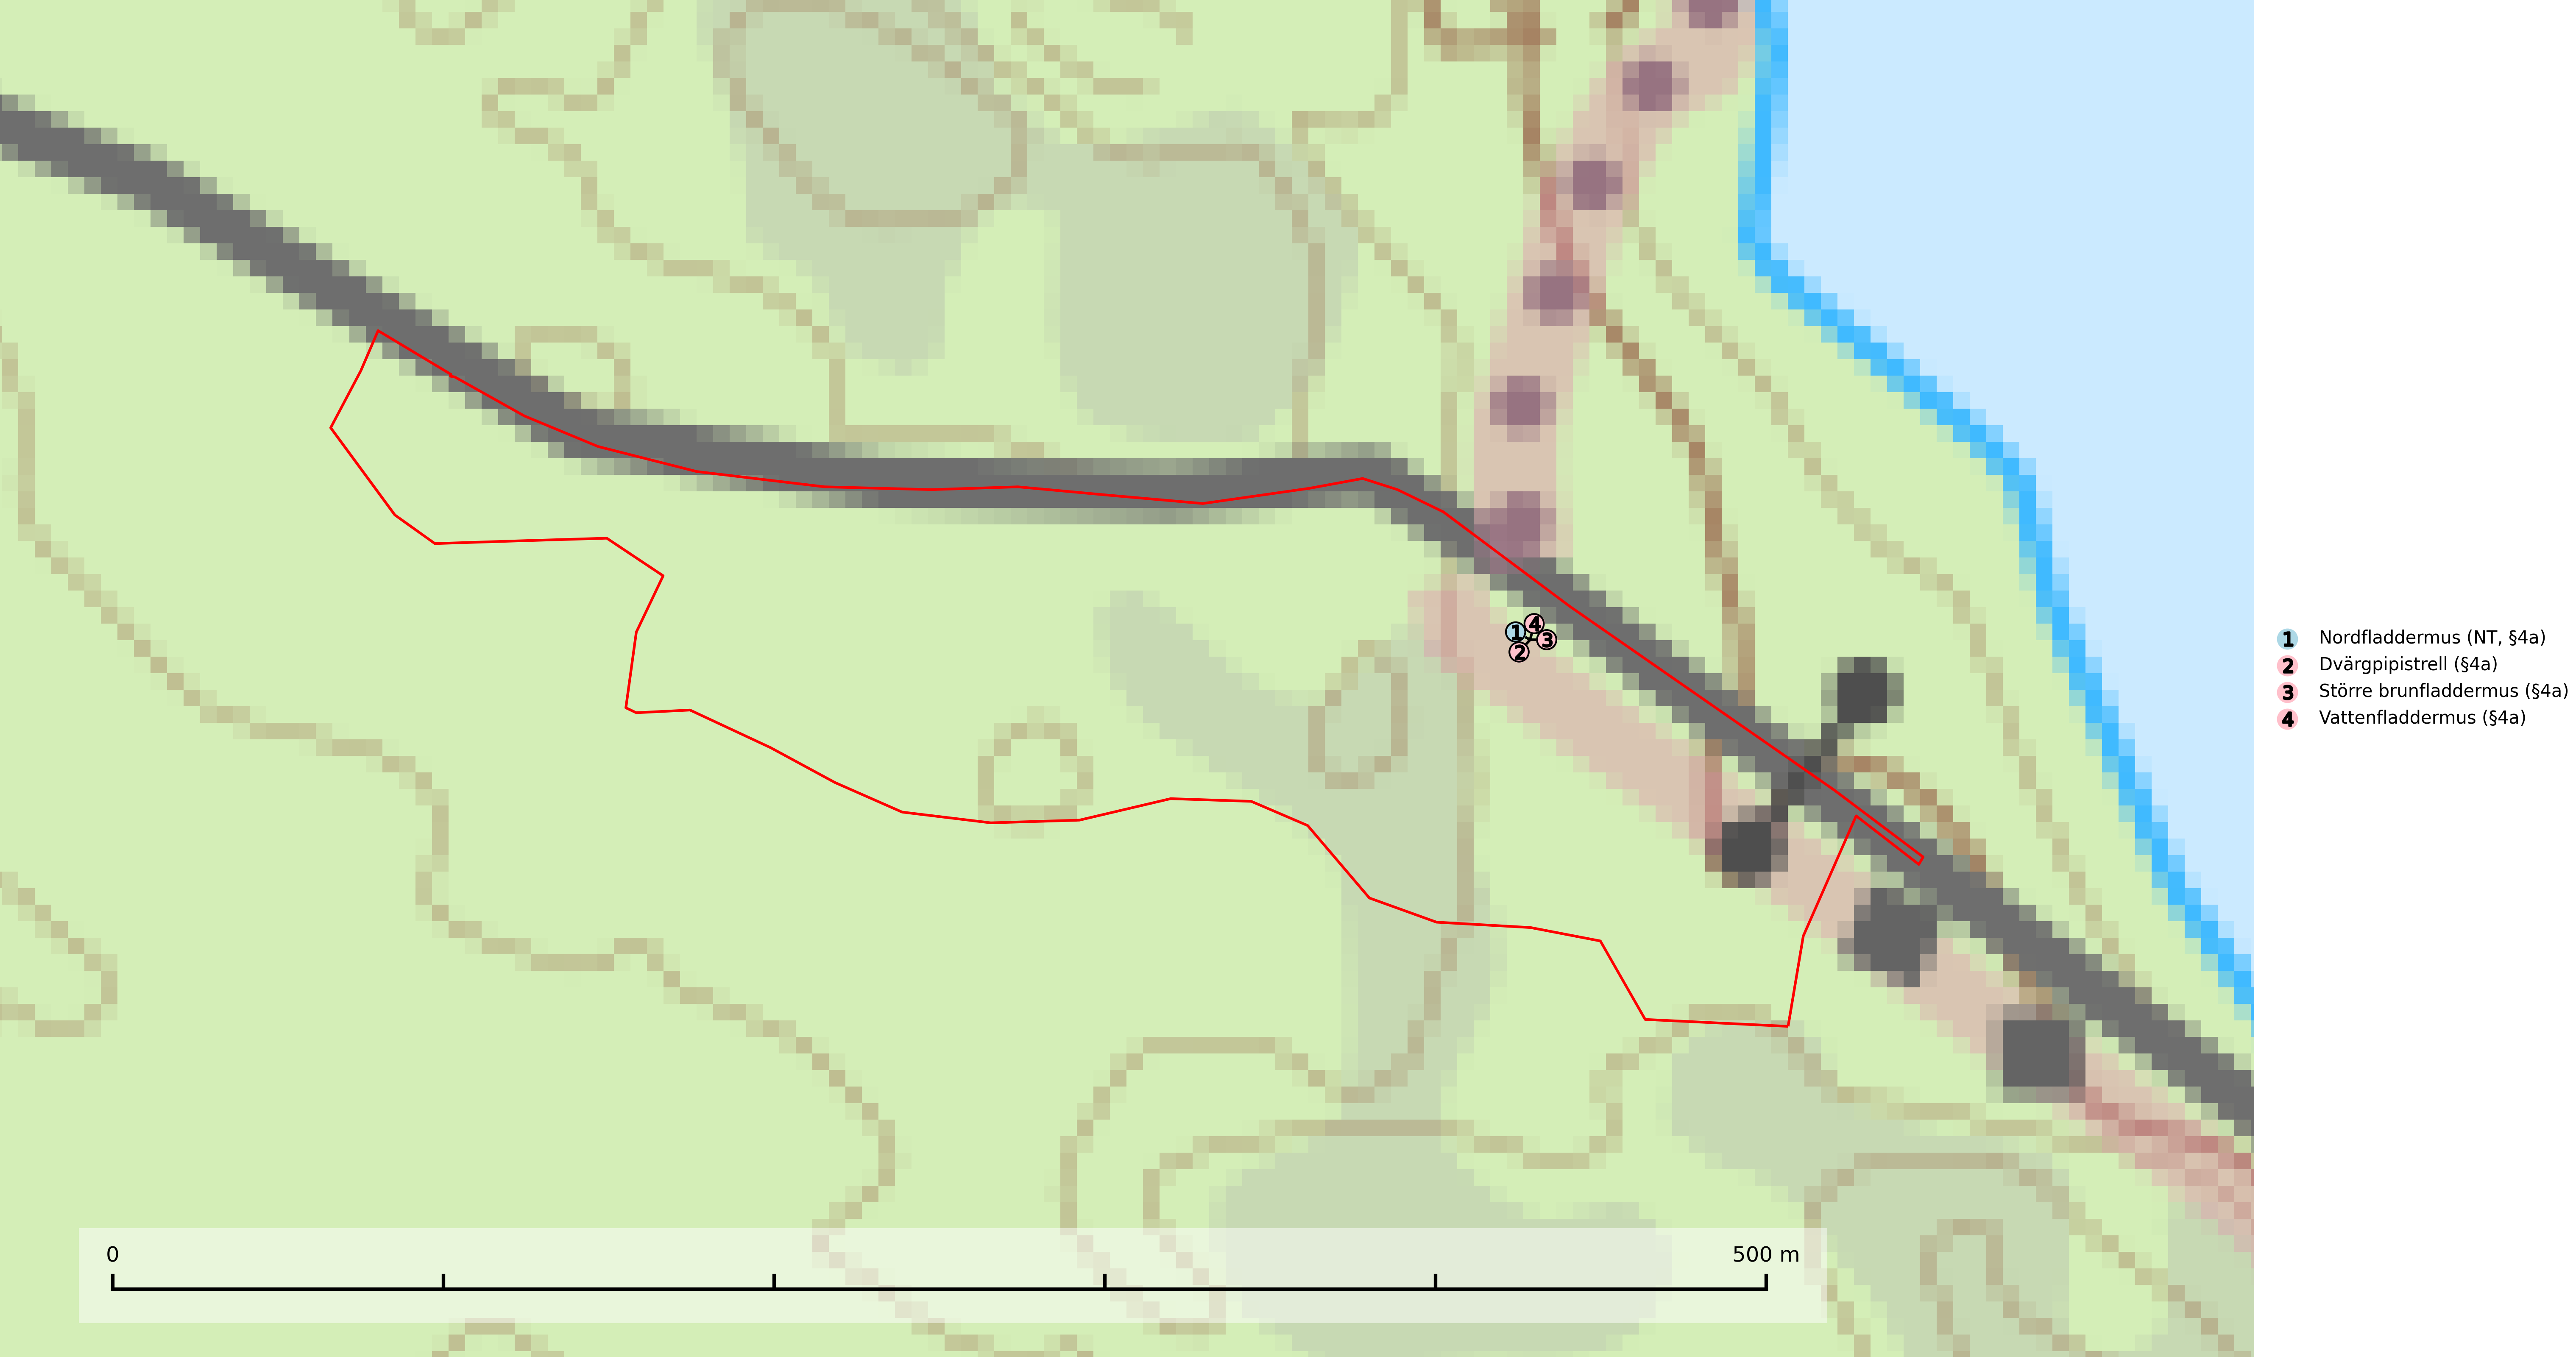 1
4
3
2
1 Nordfladdermus (NT, §4a)
2 Dvärgpipistrell (§4a)
3 Större brunfladdermus (§4a)
4 Vattenfladdermus (§4a)
0 500 m